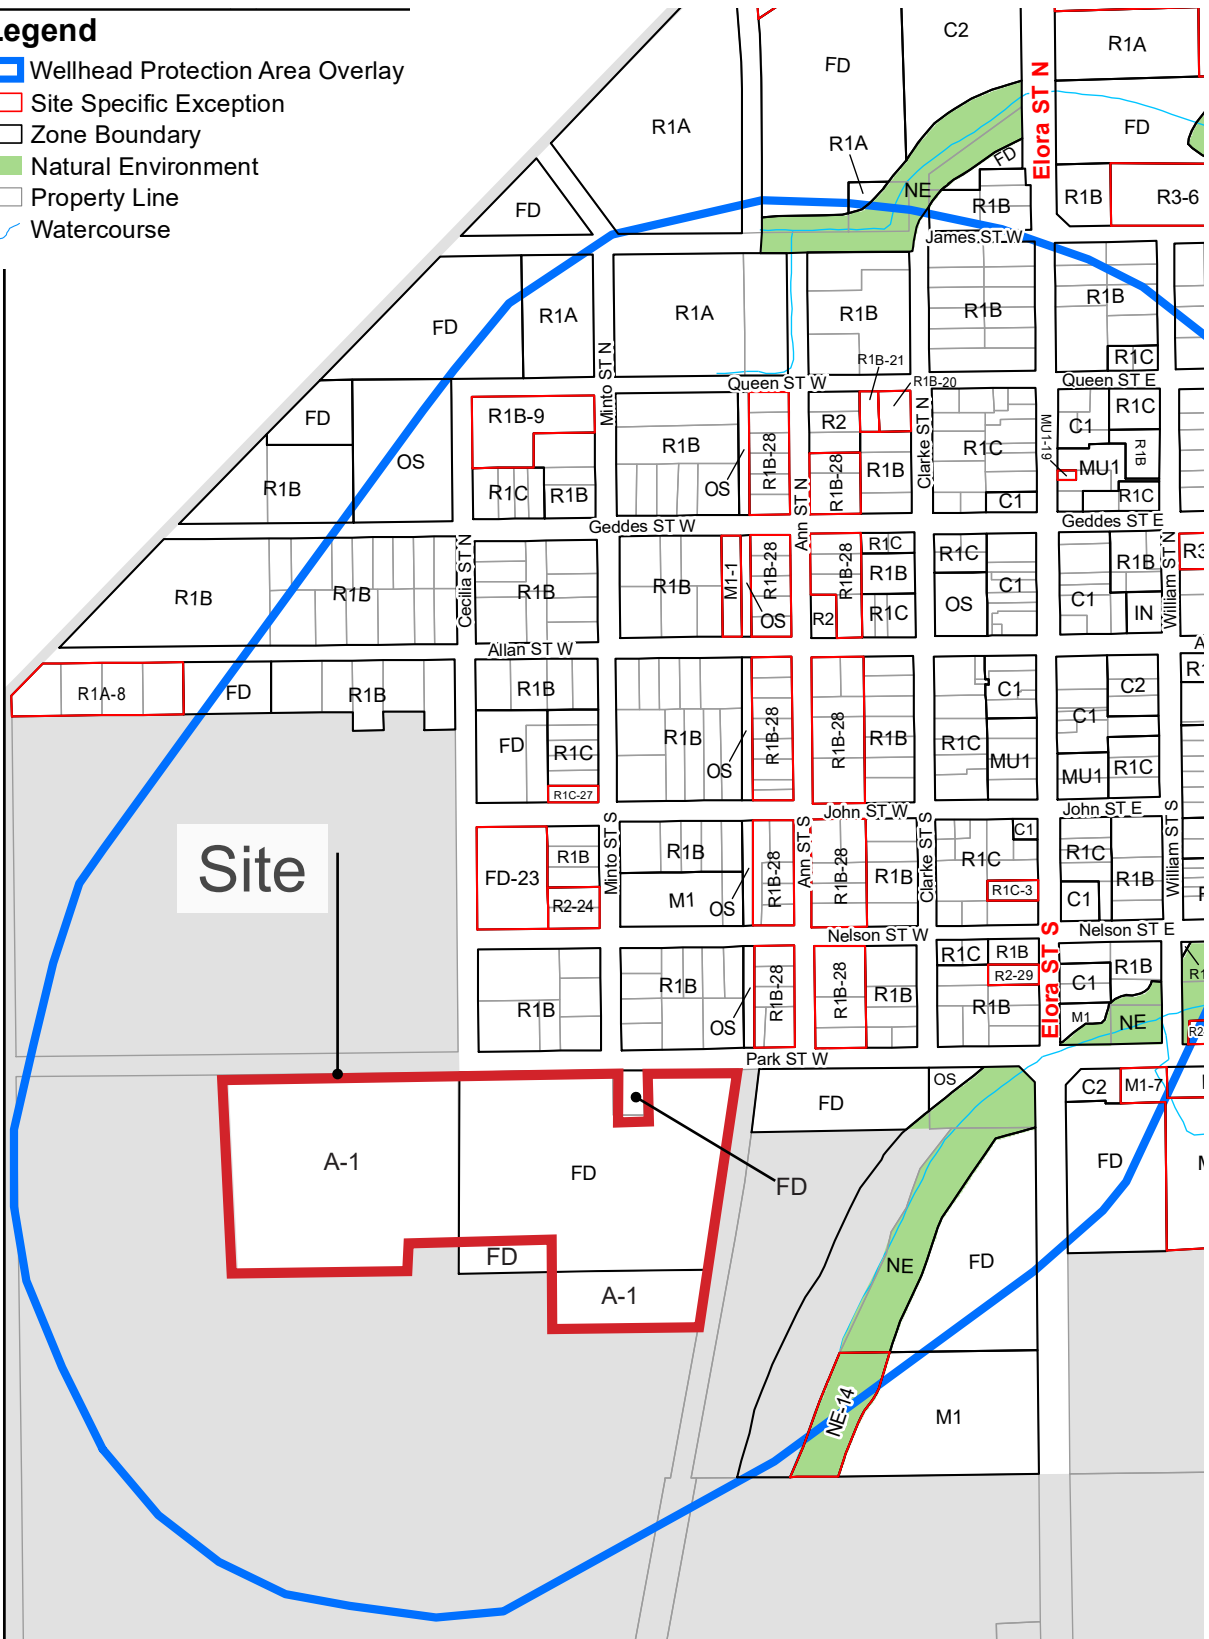 Legend
Wellhead Protection Area Overlay
Site Specific Exception
Zone Boundary
Natural Environment
Property Line
Watercourse
C2
R1A
FD
Elora ST N
R1A
FD
R1A
FD
NE
R1B
R3-6
FD
R1B
James ST W
FD
R1A
R1A
R1B
R1B
R1B
R1C
R1B-21
R1B-20
Minto ST N
Queen ST W
Queen ST E
FD
R1B-9
OS
R1B
R1B-28
R2
R1B-28
R1B
Clarke ST N
R1C
C1
MU1-19
C1
R1C
R1B
MU1
R1C
R1B
R1C
R1B
OS
Ann ST N
Geddes ST W
Geddes ST E
Cecilia ST N
R1B
R1B
R1B
R1B
M1-1
R1B-28
OS
R1B-28
R2
R1C
R1B
R1C
R1C
OS
C1
R1B
C1
IN
William ST N
R3
Allan ST W
R1A-8
FD
R1B
R1B
FD
R1C
R1C-27
R1B
OS
R1B-28
R1B-28
R1B
R1C
C1
MU1
C2
C1
MU1
R1C
R1
John ST W
John ST E
Site
Minto ST S
Ann ST S
Clarke ST S
William ST S
FD-23
R1B
R2-24
R1B
M1
OS
R1B-28
R1B-28
R1B
R1C
C1
R1C-3
R1C
C1
R1B
Nelson ST W
Nelson ST E
Elora ST S
R1B
R1B
OS
R1B-28
R1B-28
R1B
R1C
R1B
R2-29
R1B
C1
R1B
M1
NE
R1
R2
Park ST W
FD
OS
C2
M1-7
A-1
FD
FD
FD
FD
A-1
NE
FD
NE-14
M1